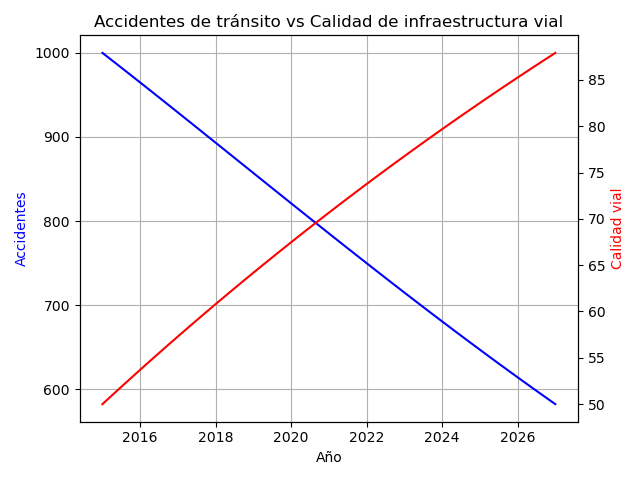 Accidentes de tránsito vs Calidad de infraestructura vial
1000
900
800
700
600
Accidentes
85
80
75
70
65
60
55
50
Calidad vial
2016 2018 2020 2022 2024 2026
Año